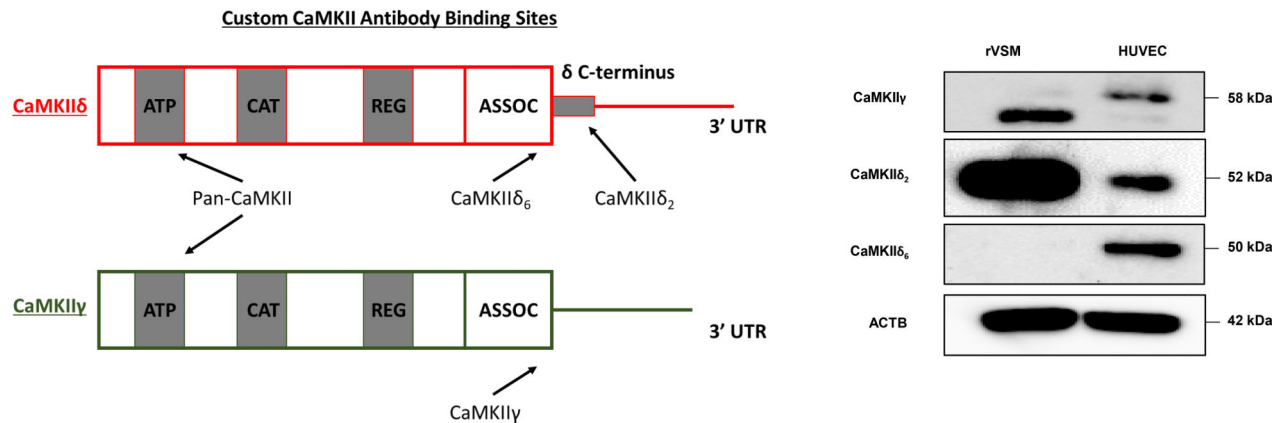 Custom CaMKII Antibody Binding Sites
δ C-terminus
CaMKIIδ
ATP
CAT
REG
ASSOC
3’ UTR
Pan-CaMKII
CaMKIIδ6
CaMKIIδ2
CaMKIIγ
ATP
CAT
REG
ASSOC
3’ UTR
CaMKIIγ
rVSM HUVEC
CaMKIIγ 58 kDa
CaMKIIδ2 52 kDa
CaMKIIδ6 50 kDa
ACTB 42 kDa